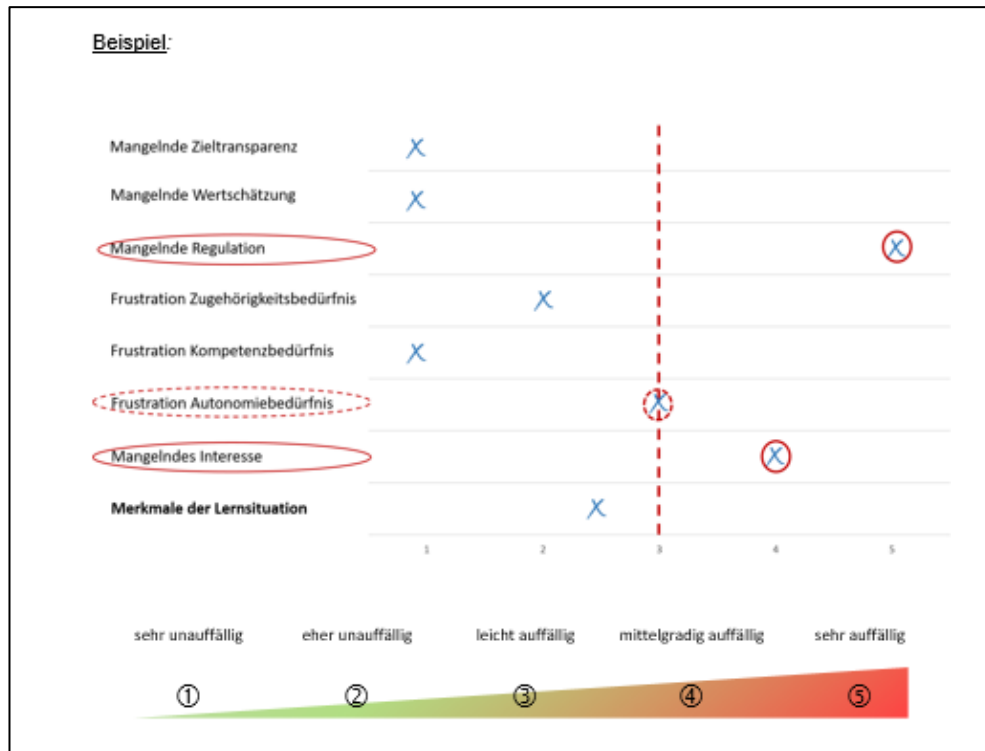 Beispiel:
Mangelnde Zieltransparenz
Mangelnde Wertschätzung
Mangelnde Regulation
Frustration Zugehörigkeitsbedürfnis
Frustration Kompetenzbedürfnis
Frustration Autonomiebedürfnis
Mangelndes Interesse
Merkmale der Lernsituation
1 2 3 4 5
sehr unauffällig eher unauffällig leicht auffällig mittelgradig auffällig sehr auffällig
① ② ③ ④ ⑤